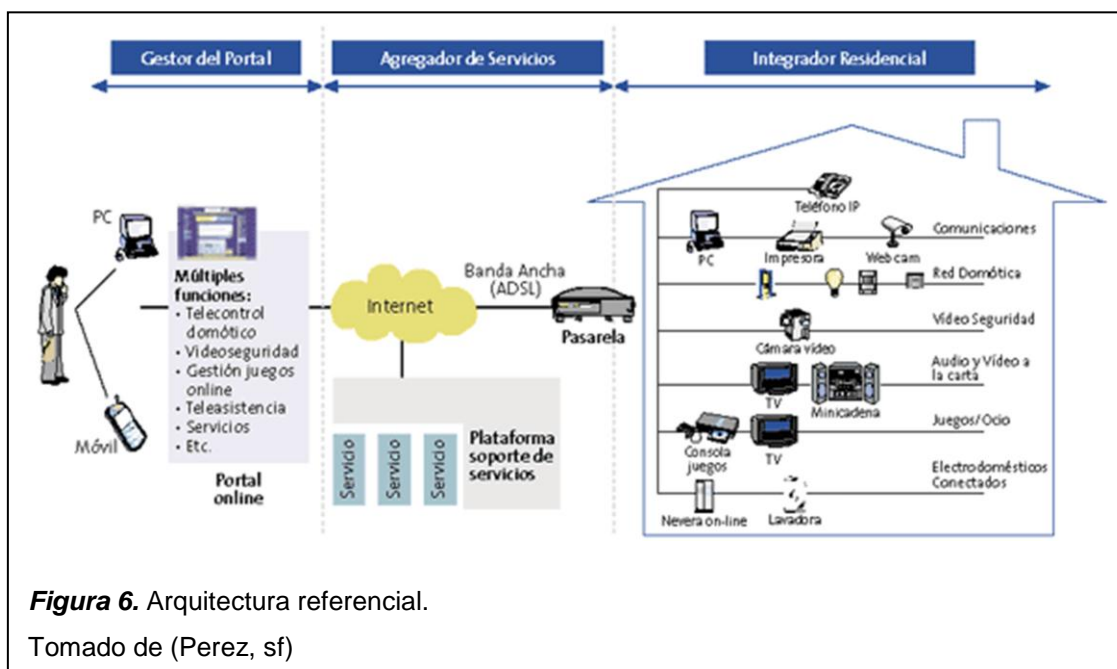 Gestor del Portal
Agregador de Servicios
Integrador Residencial
PC
Móvil
Múltiples
funciones:
• Telecontrol
domótico
• Videoseguridad
• Gestión juegos
online
• Teleasistencia
• Servicios
• Etc.
Portal
online
Internet
Banda Ancha
(ADSL)
Pasarela
Servicio
Servicio
Servicio
Plataforma
soporte de
servicios
Teléfono IP
PC
Impresora
Web cam
Comunicaciones
Red Domótica
Cámara vídeo
Vídeo Seguridad
TV
Minicadena
Audio y Vídeo a
la carta
Consola
juegos
TV
Juegos/Ocio
Nevera on-line
Lavadora
Electrodomésticos
Conectados
Figura 6. Arquitectura referencial.
Tomado de (Perez, sf)